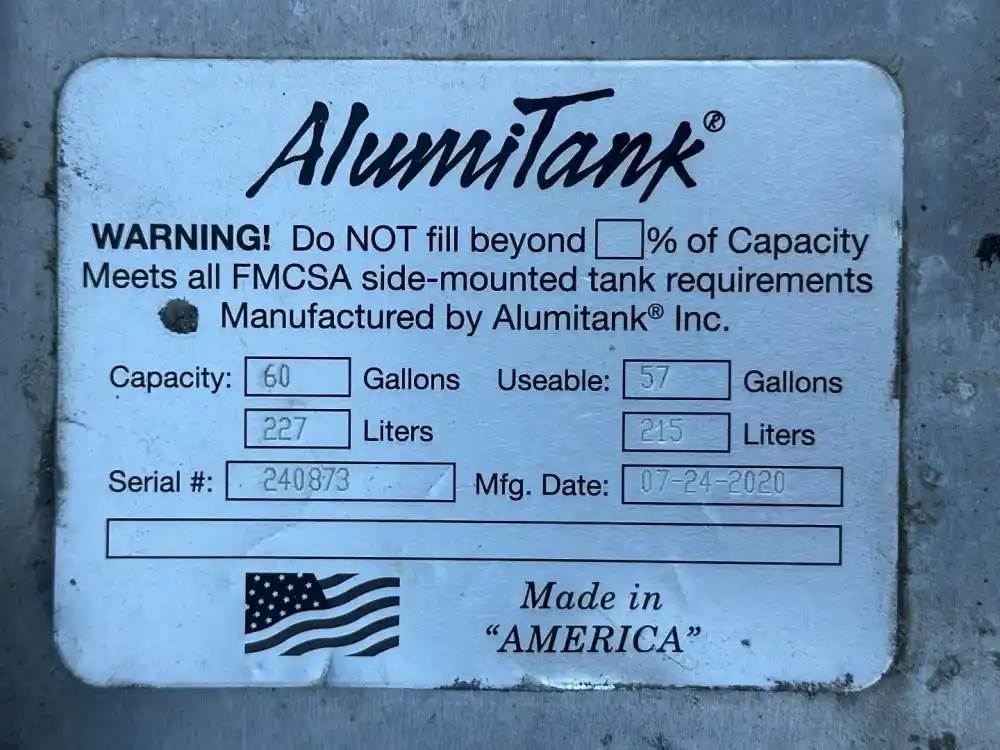 AlumiTank®
WARNING! Do NOT fill beyond % of Capacity
Meets all FMCSA side-mounted tank requirements
Manufactured by Alumitank® Inc.
Capacity: 60 Gallons Useable: 57 Gallons
227 Liters 215 Liters
Serial #: 240873 Mfg. Date: 07-24-2020
Made in
“AMERICA”